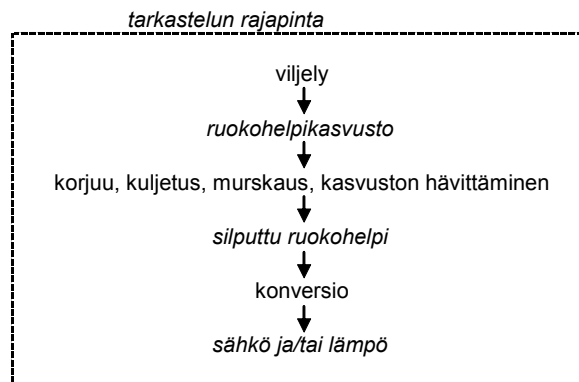 tarkastelun rajapinta
viljely
ruokohelpikasvusto
korjuu, kuljetus, murskaus, kasvuston hävittäminen
silputtu ruokohelpi
konversio
sähkö ja/tai lämpö